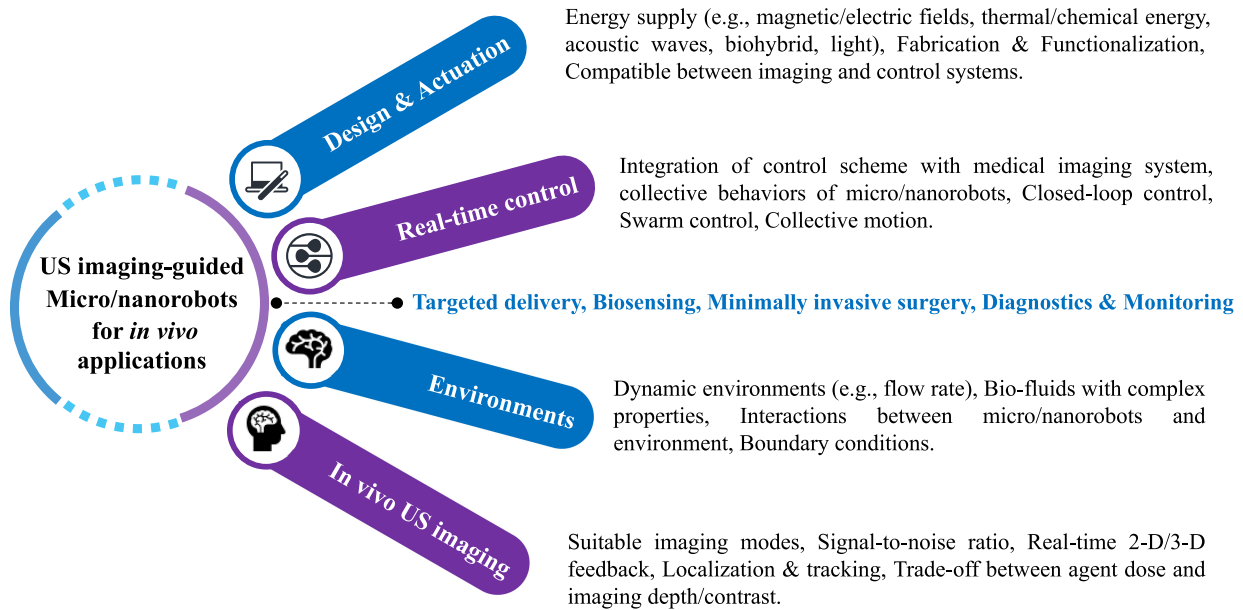 Energy supply (e.g., magnetic/electric fields, thermal/chemical energy,
acoustic waves, biohybrid, light), Fabrication & Functionalization,
Compatible between imaging and control systems.
Design & Actuation
Integration of control scheme with medical imaging system,
collective behaviors of micro/nanorobots, Closed-loop control,
Swarm control, Collective motion.
Real-time control
US imaging-guided
Micro/nanorobots
for in vivo
applications
Targeted delivery, Biosensing, Minimally invasive surgery, Diagnostics & Monitoring
Environments
Dynamic environments (e.g., flow rate), Bio-fluids with complex
properties, Interactions between micro/nanorobots and
environment, Boundary conditions.
In vivo US imaging
Suitable imaging modes, Signal-to-noise ratio, Real-time 2-D/3-D
feedback, Localization & tracking, Trade-off between agent dose and
imaging depth/contrast.